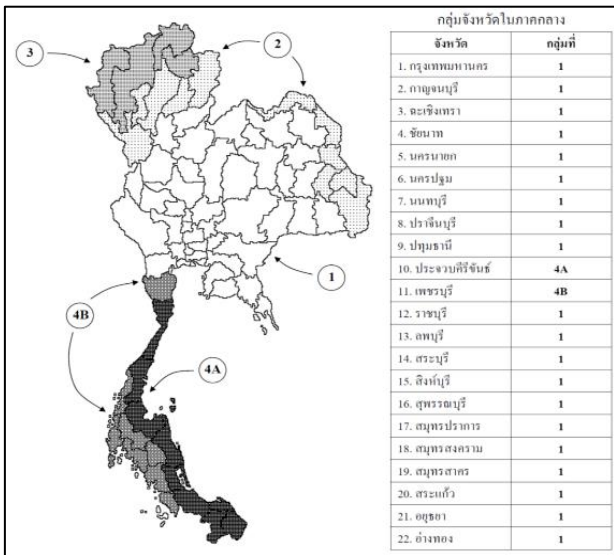 3
2
1
4B
4A
กลุ่มจังหวัดในภาคกลาง
จังหวัด กลุ่มที่
1. กรุงเทพมหานคร 1
2. กาญจนบุรี 1
3. ฉะเชิงเทรา 1
4. ชัยนาท 1
5. นครนายก 1
6. นครปฐม 1
7. นนทบุรี 1
8. ปราจีนบุรี 1
9. ปทุมธานี 1
10. ประจวบคีรีขันธ์ 4A
11. เพชรบุรี 4B
12. ราชบุรี 1
13. ลพบุรี 1
14. สระบุรี 1
15. สิงห์บุรี 1
16. สุพรรณบุรี 1
17. สมุทรปราการ 1
18. สมุทรสงคราม 1
19. สมุทรสาคร 1
20. สระแก้ว 1
21. อยุธยา 1
22. อ่างทอง 1